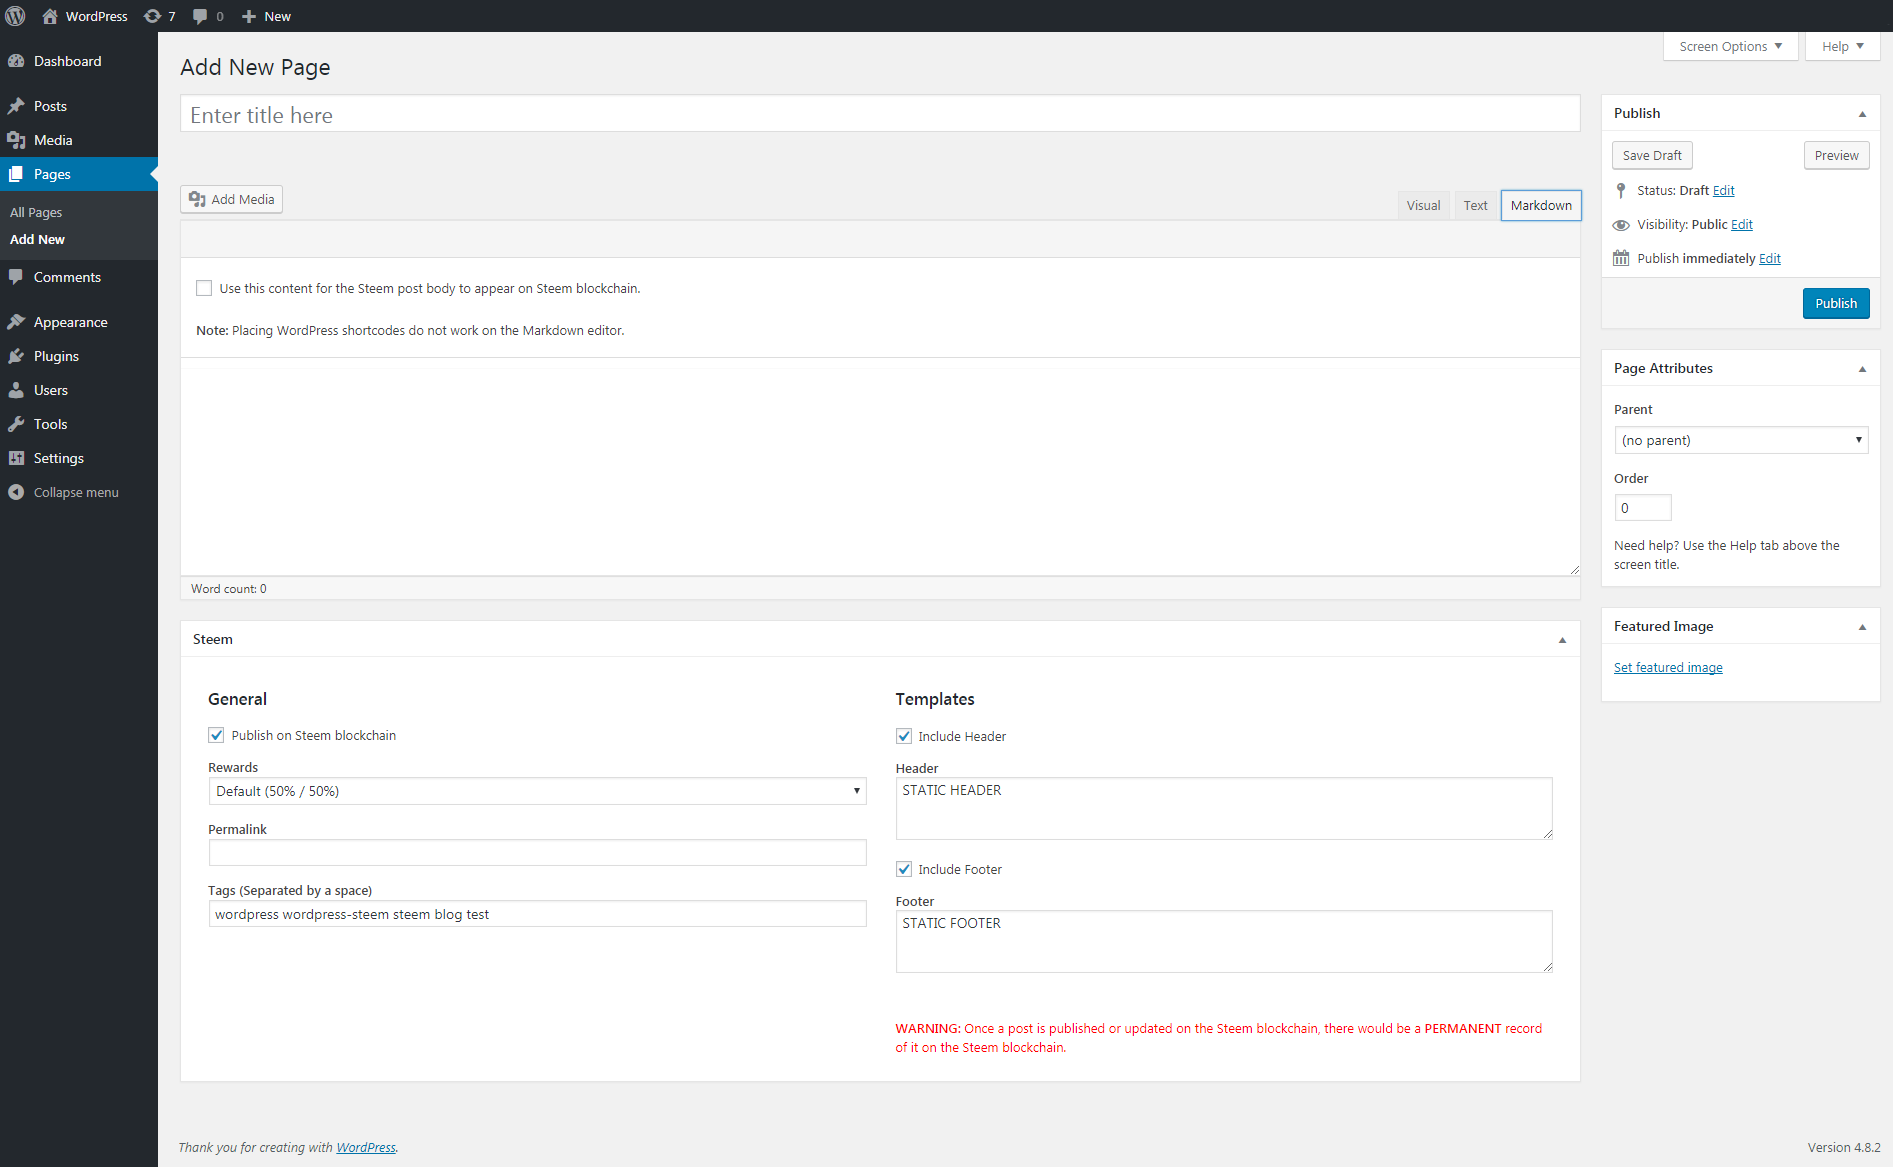 WordPress 7 0 New
Screen Options Help
Dashboard
Posts
Media
Pages
All Pages
Add New
Comments
Appearance
Plugins
Users
Tools
Settings
Collapse menu
Add New Page
Enter title here
Add Media
Visual Text Markdown
Use this content for the Steem post body to appear on Steem blockchain.
Note: Placing WordPress shortcodes do not work on the Markdown editor.
Word count: 0
Steem
General
Publish on Steem blockchain
Rewards
Default (50% / 50%)
Permalink
Tags (Separated by a space)
wordpress wordpress-steem steem blog test
Templates
Include Header
Header
STATIC HEADER
Include Footer
Footer
STATIC FOOTER
WARNING: Once a post is published or updated on the Steem blockchain, there would be a PERMANENT record
of it on the Steem blockchain.
Publish
Save Draft Preview
Status: Draft Edit
Visibility: Public Edit
Publish immediately Edit
Publish
Page Attributes
Parent
(no parent)
Order
0
Need help? Use the Help tab above the
screen title.
Featured Image
Set featured image
Thank you for creating with WordPress.
Version 4.8.2